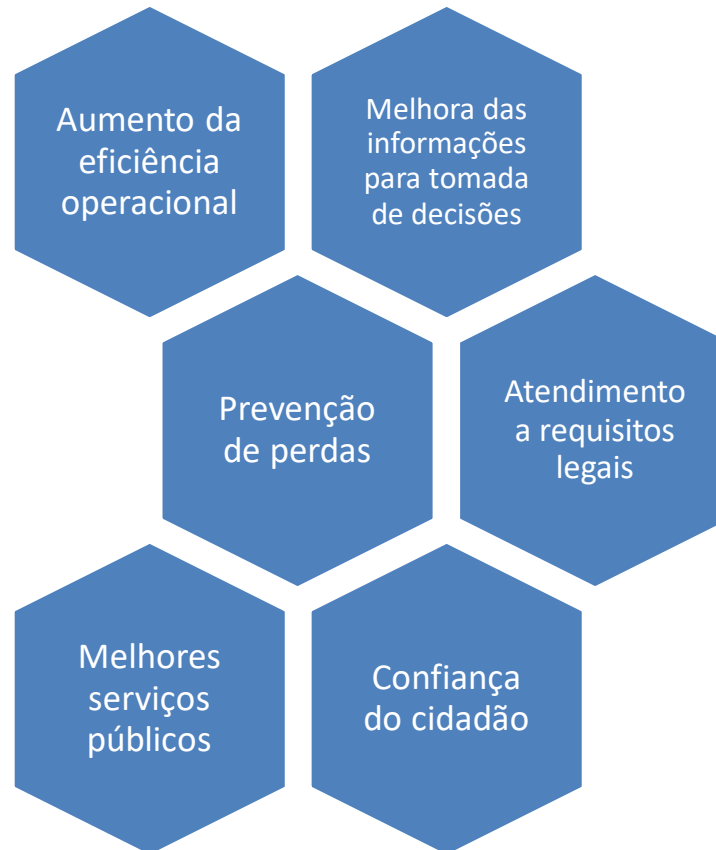 Aumento da
eficiência
operacional
Melhora das
informações
para tomada
de decisões
Prevenção
de perdas
Atendimento
a requisitos
legais
Melhores
serviços
públicos
Confiança
do cidadão